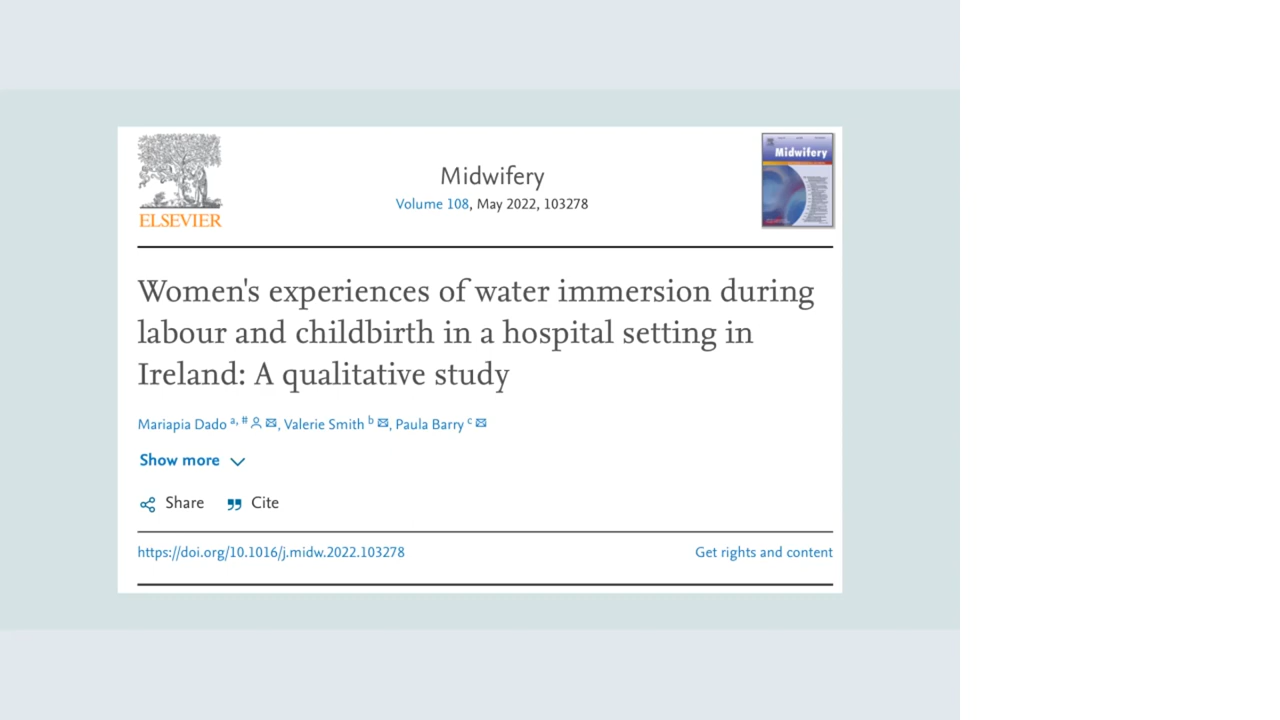 Midwifery
Volume 108, May 2022, 103278
Midwifery
ELSEVIER
Women's experiences of water immersion during
labour and childbirth in a hospital setting in
Ireland: A qualitative study
Mariapia Dado a, #, Valerie Smith b, Paula Barry c
Show more
Share Cite
https://doi.org/10.1016/j.midw.2022.103278 Get rights and content